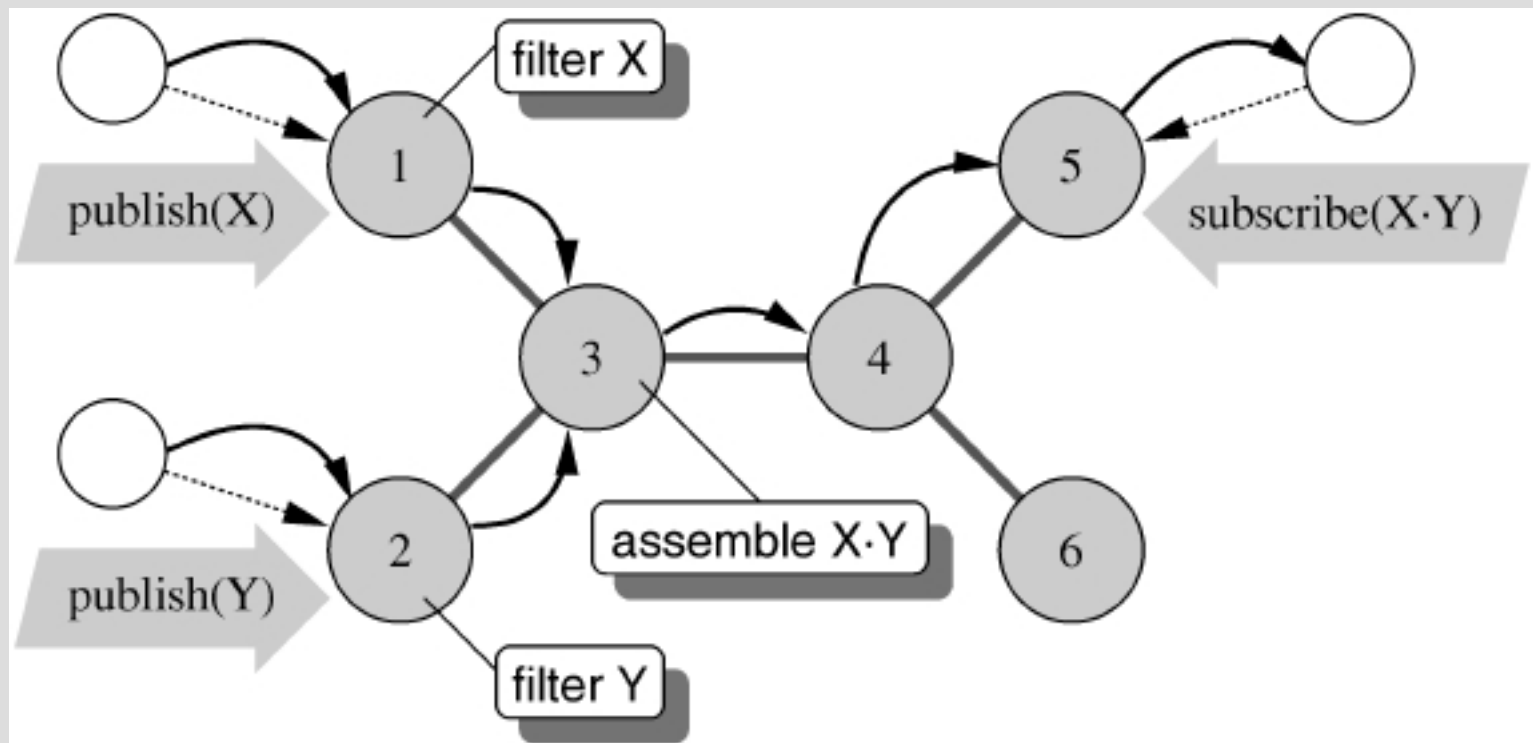 filter X
1
5
publish(X)
subscribe(X·Y)
3
4
assemble X·Y
2
6
publish(Y)
filter Y